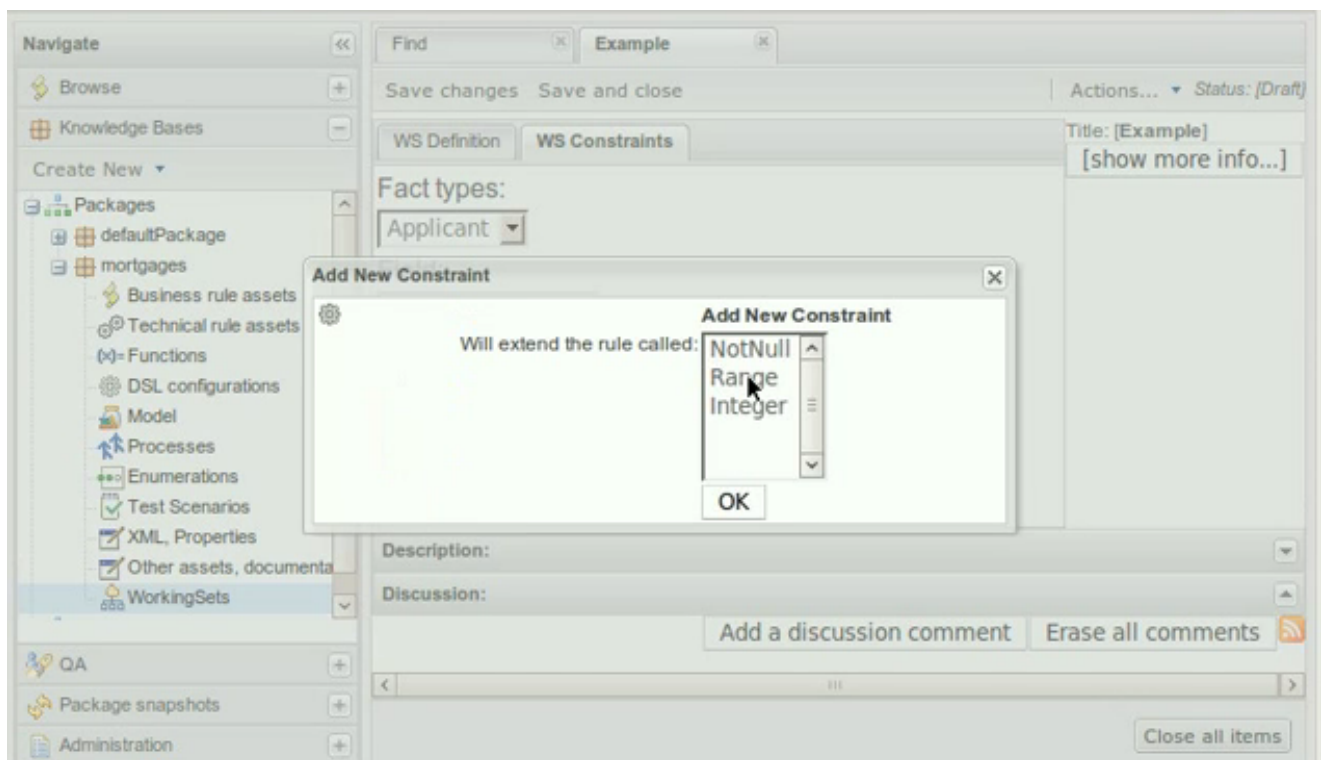 Navigate
Browse
Knowledge Bases
Create New
Packages
defaultPackage
mortgages
Business rule assets
Technical rule assets
(x)= Functions
DSL configurations
Model
Processes
Enumerations
Test Scenarios
XML, Properties
Other assets, documenta
WorkingSets
QA
Package snapshots
Administration
Find
Example
Save changes Save and close
Actions... Status: [Draft]
WS Definition
WS Constraints
Title: [Example]
[show more info...]
Fact types:
Applicant
Add New Constraint
Add New Constraint
Will extend the rule called:
NotNull
Range
Integer
OK
Description:
Discussion:
Add a discussion comment
Erase all comments
Close all items